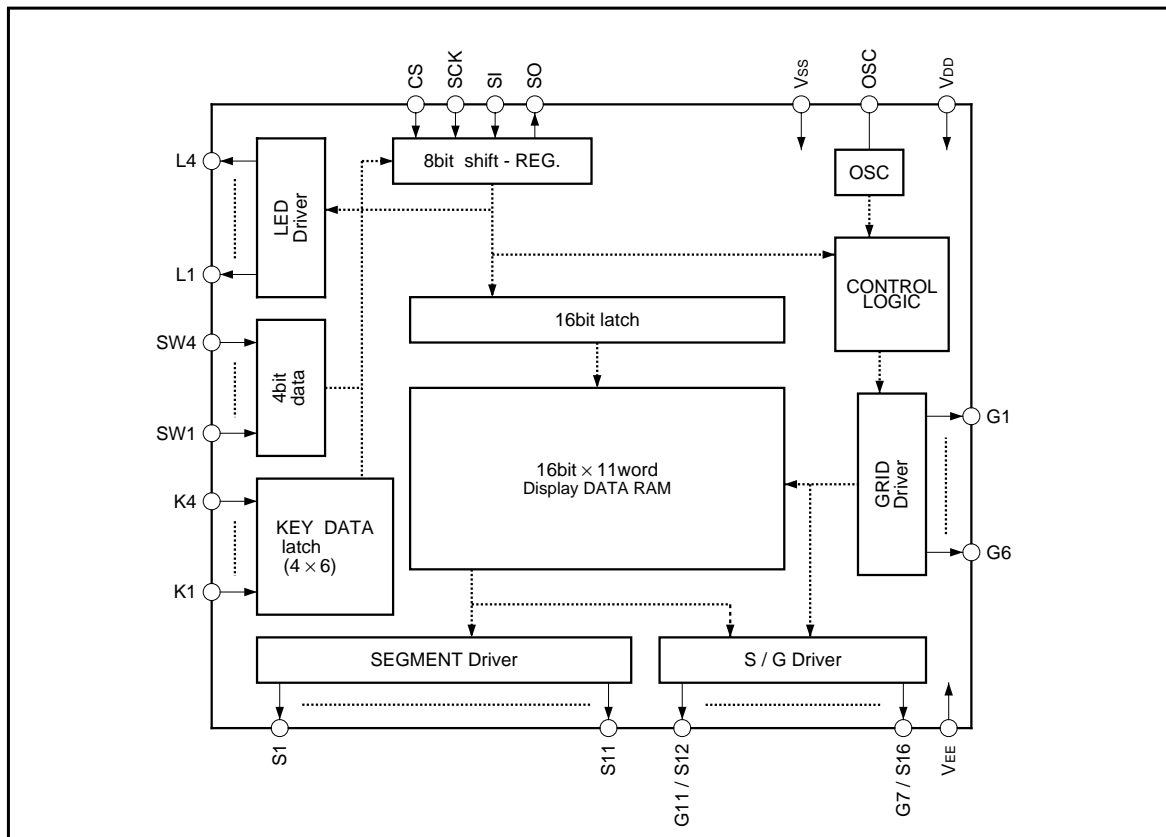 CS
SCK
SI
SO
VSS
OSC
VDD
8bit shift - REG.
OSC
L4
LED
Driver
L1
CONTROL
LOGIC
16bit latch
SW4
4bit
data
SW1
16bit × 11word
Display DATA RAM
GRID
Driver
G1
K4
KEY DATA
latch
(4 × 6)
G6
K1
SEGMENT Driver
S / G Driver
S1
S11
G11 / S12
G7 / S16
VEE